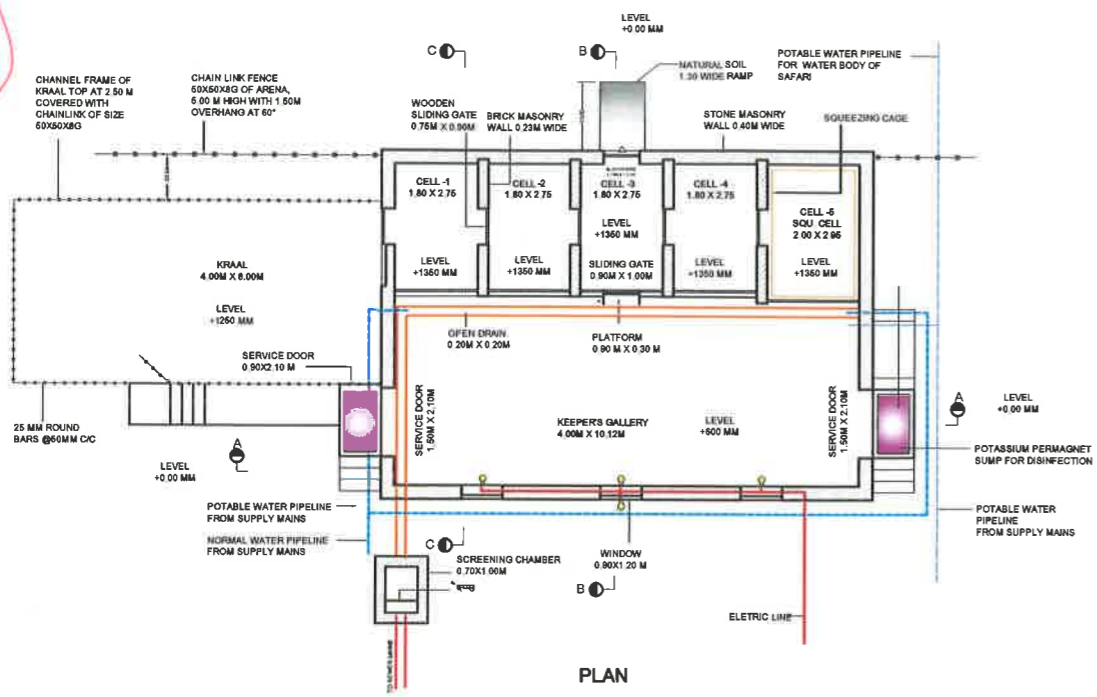 LEVEL
+0.00 MM
C
B
POTABLE WATER PIPELINE
FOR WATER BODY OF
SAFARI
NATURAL SOIL
1.30 WIDE RAMP
CHANNEL FRAME OF
KRAAL TOP AT 2.50 M
COVERED WITH
CHAINLINK OF SIZE
50X50X8G
CHAIN LINK FENCE
50X50X8G OF ARENA,
5.00 M HIGH WITH 1.50M
OVERHANG AT 60°
WOODEN
SLIDING GATE
0.75M X 0.90M
BRICK MASONRY
WALL 0.23M WIDE
STONE MASONRY
WALL 0.40M WIDE
SQUEEZING CAGE
CELL -1
1.80 X 2.75
CELL -2
1.80 X 2.75
CELL -3
1.80 X 2.75
CELL -4
1.80 X 2.75
CELL -5
SQU CELL
2.00 X 2.95
LEVEL
+1350 MM
LEVEL
+1350 MM
LEVEL
+1350 MM
LEVEL
+1350 MM
LEVEL
+1350 MM
SLIDING GATE
0.90M X 1.00M
KRAAL
4.00M X 8.00M
LEVEL
+1250 MM
OPEN DRAIN
0.20M X 0.20M
PLATFORM
0.90 M X 0.30 M
SERVICE DOOR
0.90X2.10 M
SERVICE DOOR
1.50M X 2.10M
KEEPER'S GALLERY
4.00M X 10.12M
LEVEL
+600 MM
SERVICE DOOR
1.50M X 2.10M
A
LEVEL
+0.00 MM
25 MM ROUND
BARS @50MM C/C
A
LEVEL
+0.00 MM
POTASSIUM PERMAGNET
SUMP FOR DISINFECTION
POTABLE WATER PIPELINE
FROM SUPPLY MAINS
NORMAL WATER PIPELINE
FROM SUPPLY MAINS
POTABLE WATER
PIPELINE
FROM SUPPLY MAINS
C
SCREENING CHAMBER
0.70X1.00M
WINDOW
0.90X1.20 M
B
ELETRIC LINE
PLAN